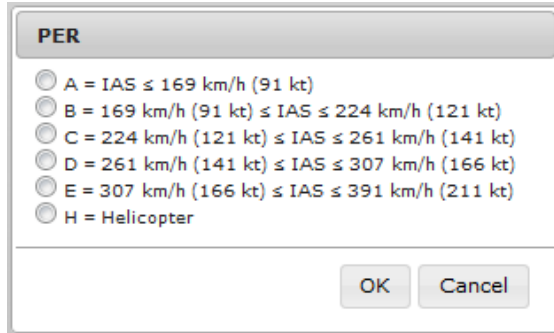 PER
A = IAS ≤ 169 km/h (91 kt)
B = 169 km/h (91 kt) ≤ IAS ≤ 224 km/h (121 kt)
C = 224 km/h (121 kt) ≤ IAS ≤ 261 km/h (141 kt)
D = 261 km/h (141 kt) ≤ IAS ≤ 307 km/h (166 kt)
E = 307 km/h (166 kt) ≤ IAS ≤ 391 km/h (211 kt)
H = Helicopter
OK Cancel